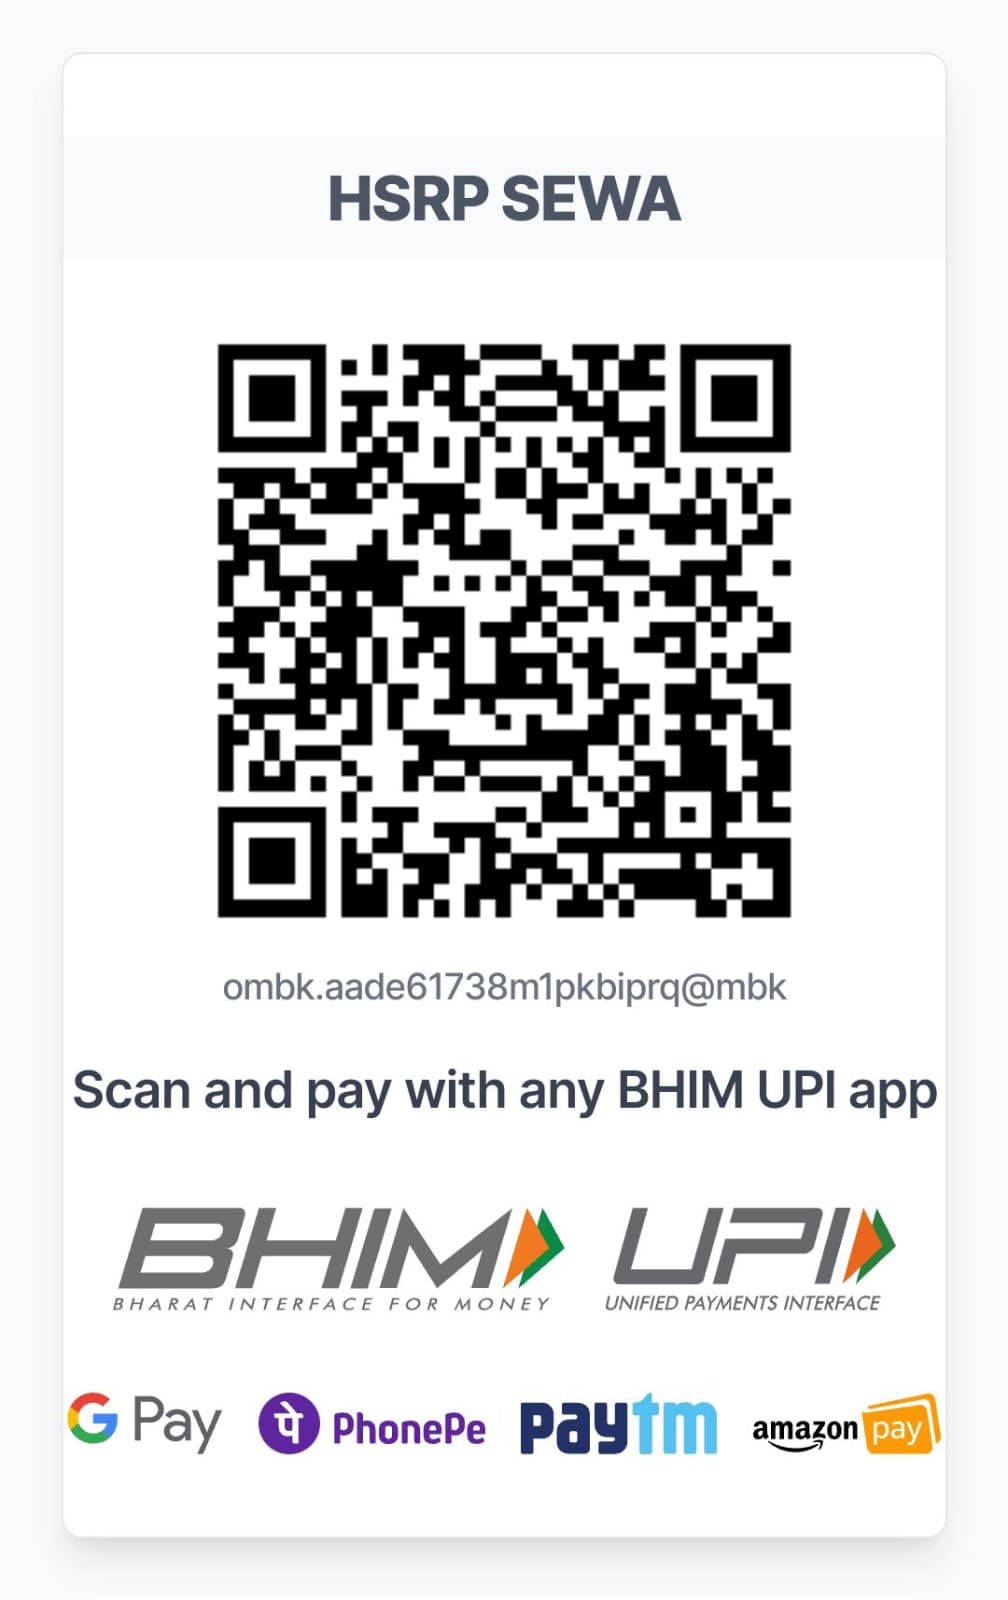 HSRP SEWA
ombk.aade61738m1pkbiprq@mbk
Scan and pay with any BHIM UPI app
BHIM UPI
BHARAT INTERFACE FOR MONEY UNIFIED PAYMENTS INTERFACE
G Pay पे PhonePe paytm amazon pay